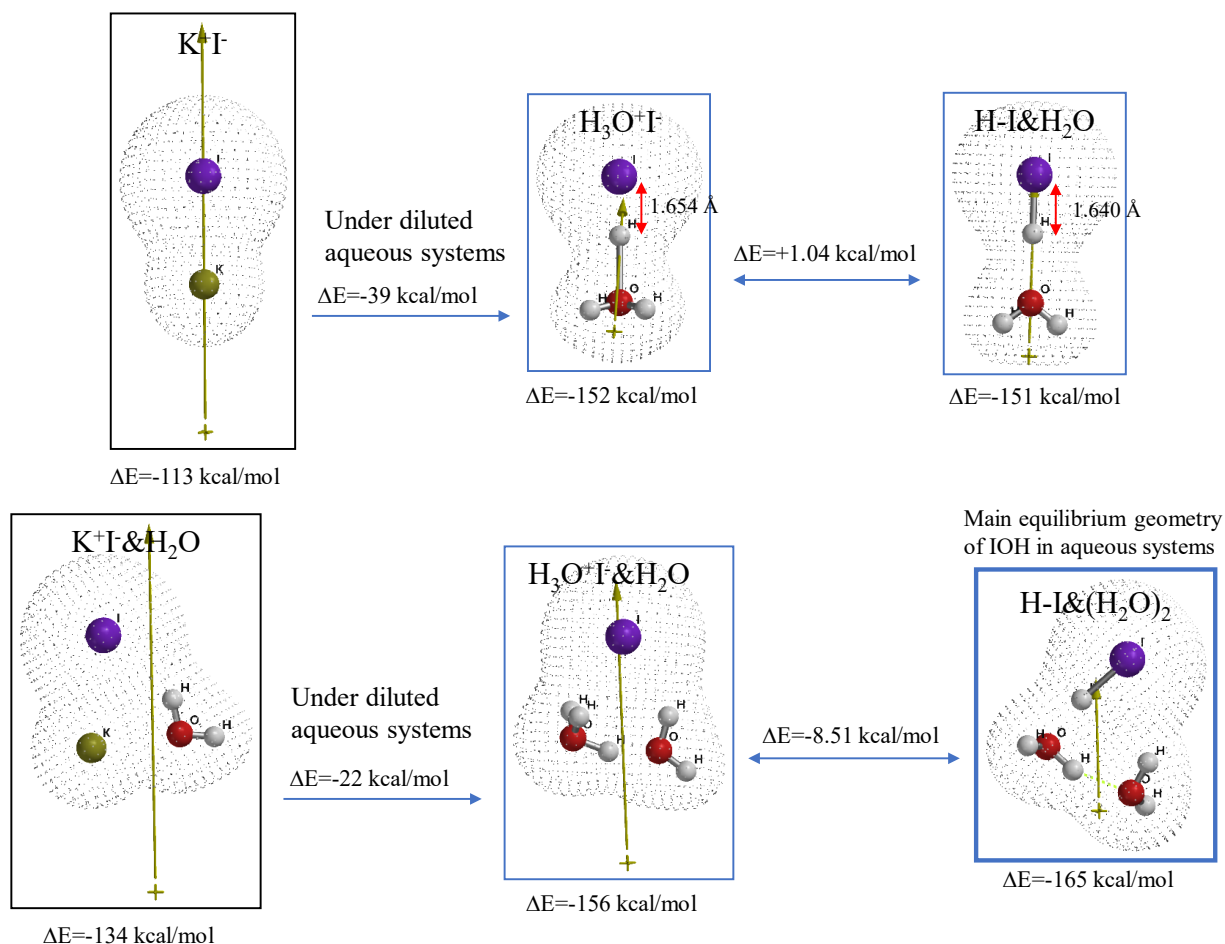 K⁺I⁻
I
K
ΔE=-113 kcal/mol
Under diluted
aqueous systems
ΔE=-39 kcal/mol
H₃O⁺I⁻
I
1.654 Å
H
H
O
H
ΔE=-152 kcal/mol
ΔE=+1.04 kcal/mol
H-I&H₂O
I
1.640 Å
H
O
H
H
ΔE=-151 kcal/mol
K⁺I⁻&H₂O
I
H
O
H
K
ΔE=-134 kcal/mol
Under diluted
aqueous systems
ΔE=-22 kcal/mol
H₃O⁺I⁻&H₂O
I
H
H
O
H
H
O
H
ΔE=-156 kcal/mol
ΔE=-8.51 kcal/mol
Main equilibrium geometry
of IOH in aqueous systems
H-I&(H₂O)₂
I
H
H
O
H
H
O
H
ΔE=-165 kcal/mol